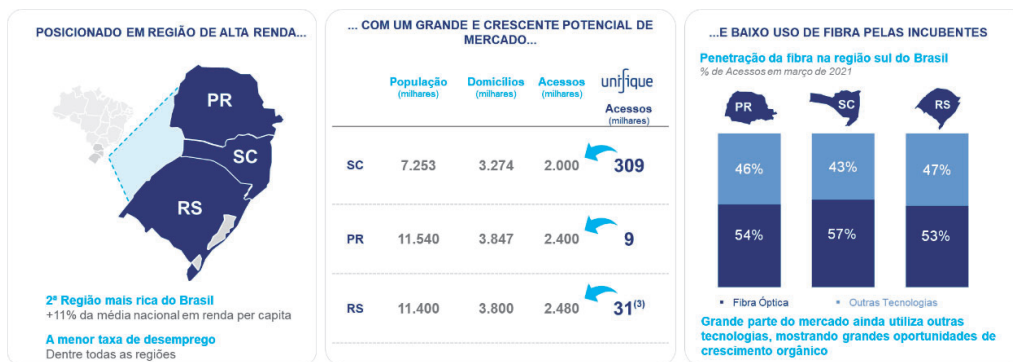 POSICIONADO EM REGIÃO DE ALTA RENDA...
PR
SC
RS
2ª Região mais rica do Brasil
+11% da média nacional em renda per capita
A menor taxa de desemprego
Dentre todas as regiões
... COM UM GRANDE E CRESCENTE POTENCIAL DE
MERCADO...
População Domicílios Acessos unifique
(milhares) (milhares) (milhares) Acessos
(milhares)
SC 7.253 3.274 2.000 309
PR 11.540 3.847 2.400 9
RS 11.400 3.800 2.480 31(3)
...E BAIXO USO DE FIBRA PELAS INCUBENTES
Penetração da fibra na região sul do Brasil
% de Acessos em março de 2021
PR SC RS
46% 43% 47%
54% 57% 53%
Fibra Óptica Outras Tecnologias
Grande parte do mercado ainda utiliza outras
tecnologias, mostrando grandes oportunidades de
crescimento orgânico